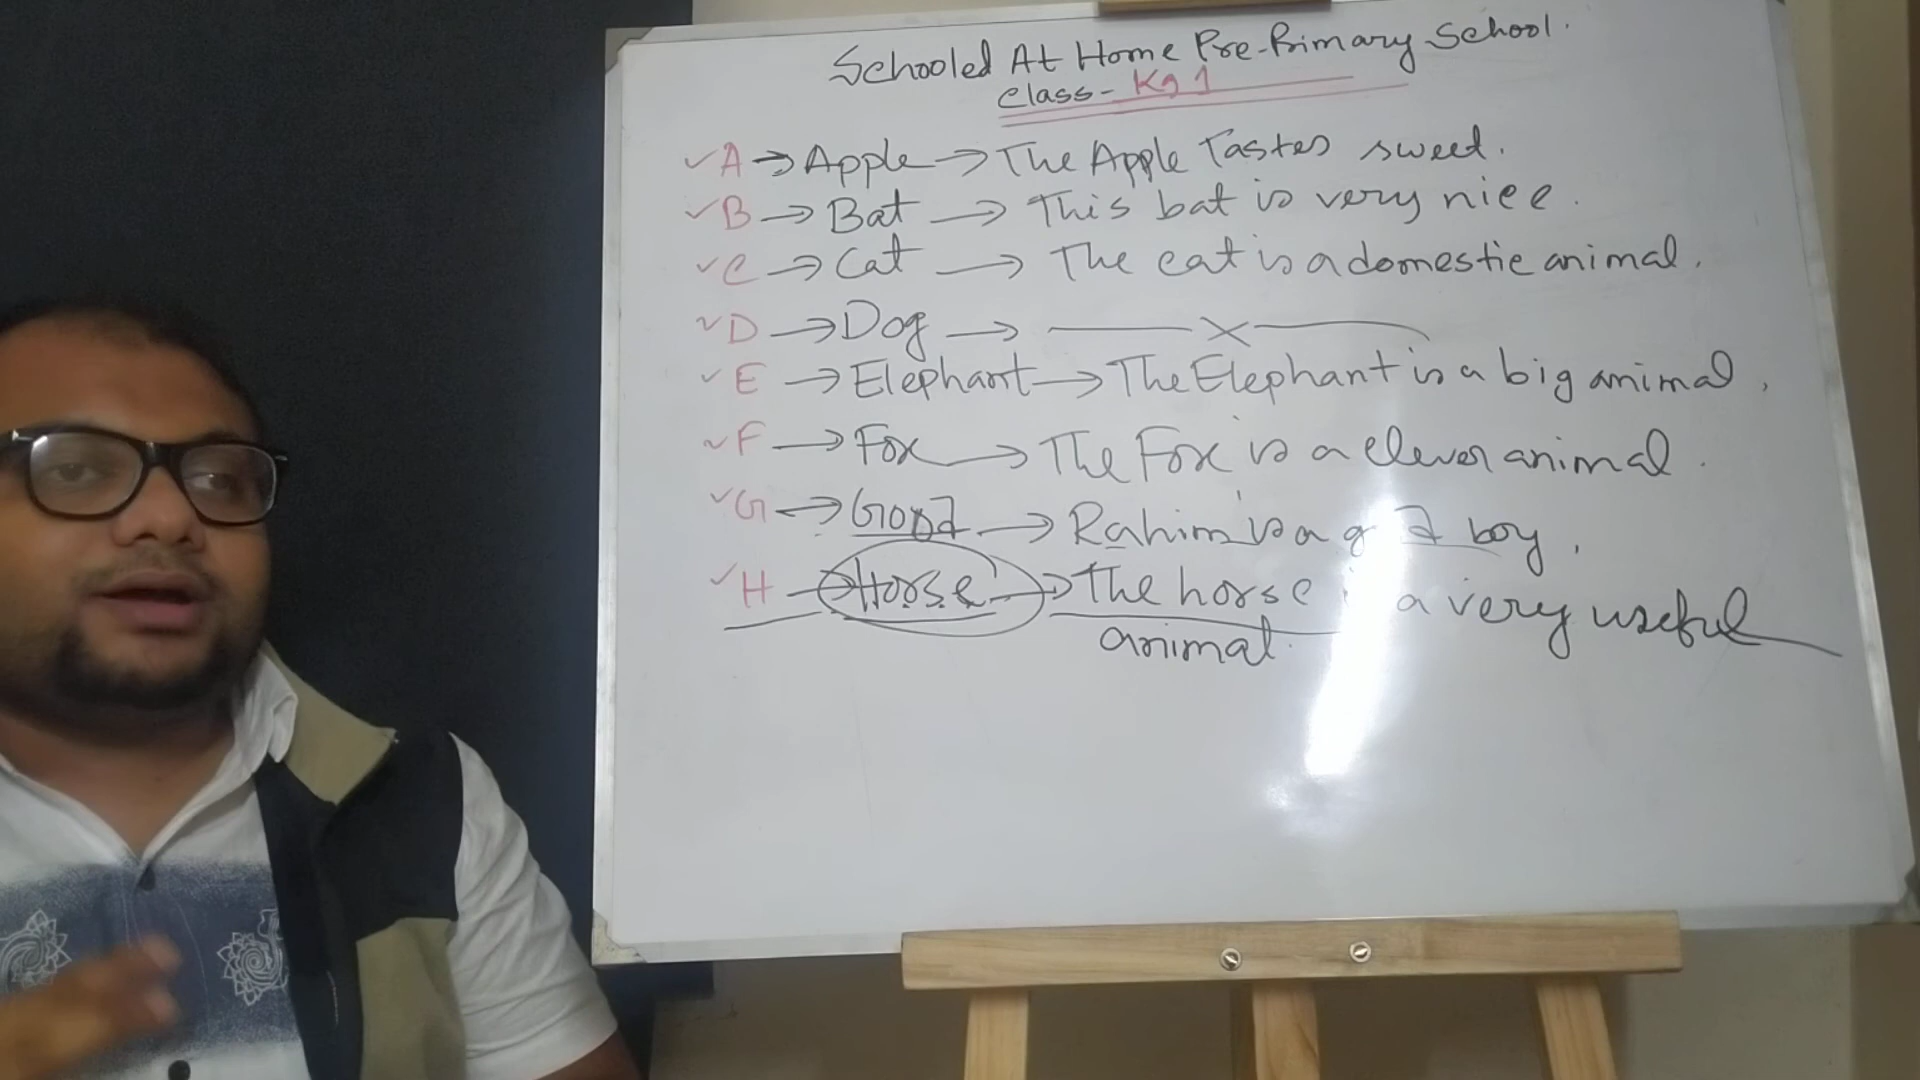 Schooled At Home Pre-Primary School.
Class - Kg 1
A → Apple → The Apple Tastes sweet.
B → Bat → This bat is very nice.
C → Cat → The cat is a domestic animal.
D → Dog → ——— X ———
E → Elephant → The Elephant is a big animal.
F → Fox → The Fox is a clever animal.
G → Good → Rahim is a g d boy.
H → Horse → The horse a very useful
animal.